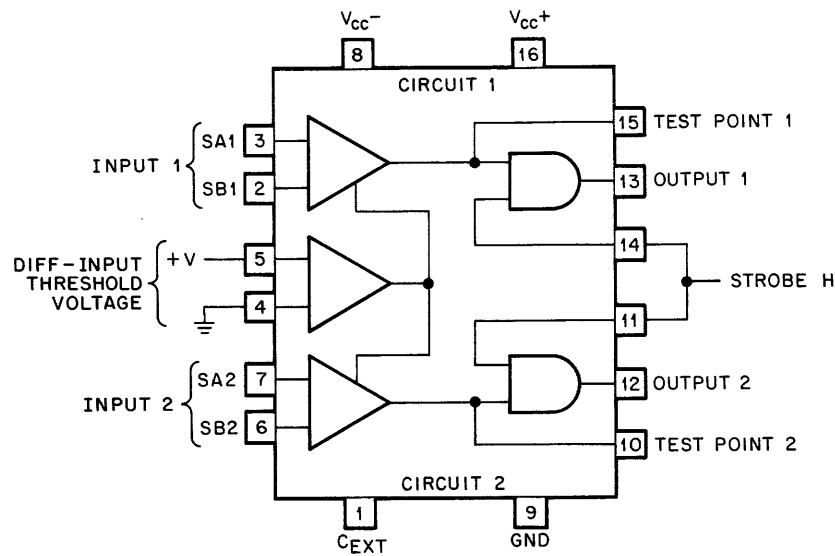 VCC- VCC+
8 16
CIRCUIT 1
15 TEST POINT 1
SA1 3
INPUT 1
SB1 2
13 OUTPUT 1
14
+V 5
DIFF-INPUT
THRESHOLD
VOLTAGE
4
STROBE H
11
SA2 7
INPUT 2
SB2 6
12 OUTPUT 2
10 TEST POINT 2
CIRCUIT 2
1 9
CEXT GND